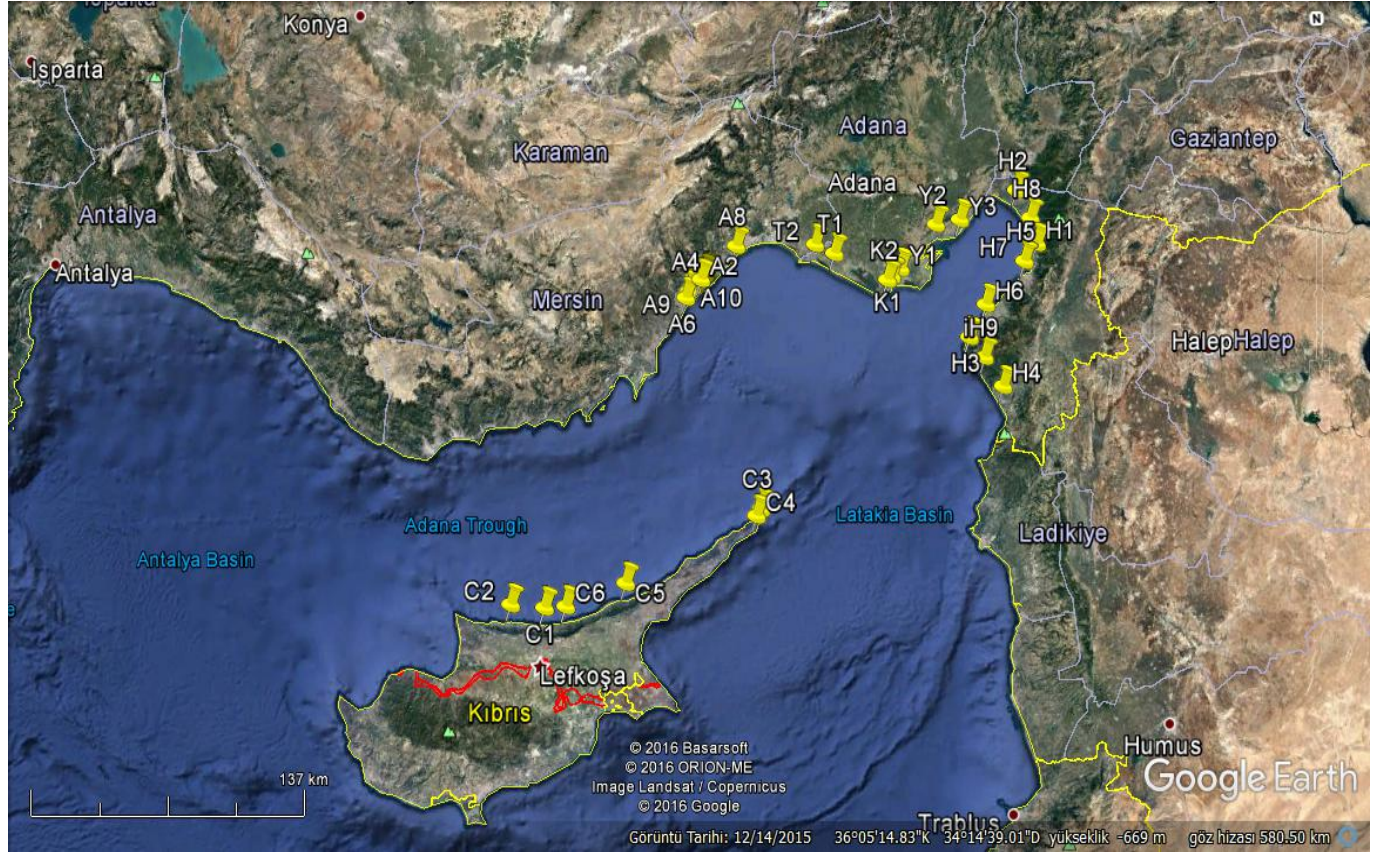 Isparta
Konya
N
Isparta
Adana
Gaziantep
Karaman
H2
Adana
H8
Antalya
Y2
Y3
A8
T2
T1
H5
H1
H7
K2
Y1
A4
A2
Antalya
Mersin
A9
A10
K1
H6
A6
iH9
Halep
Halep
H3
H4
C3
C4
Adana Trough
Latakia Basin
Ladikiye
Antalya Basin
C2
C6
C5
C1
Lefkoşa
Kıbrıs
© 2016 Basarsoft
© 2016 ORION-ME
Image Landsat / Copernicus
© 2016 Google
137 km
Humus
Google Earth
Trablus
Görüntü Tarihi: 12/14/2015 36°05'14.83"K 34°14'39.01"D yükseklik -669 m göz hizası 580.50 km